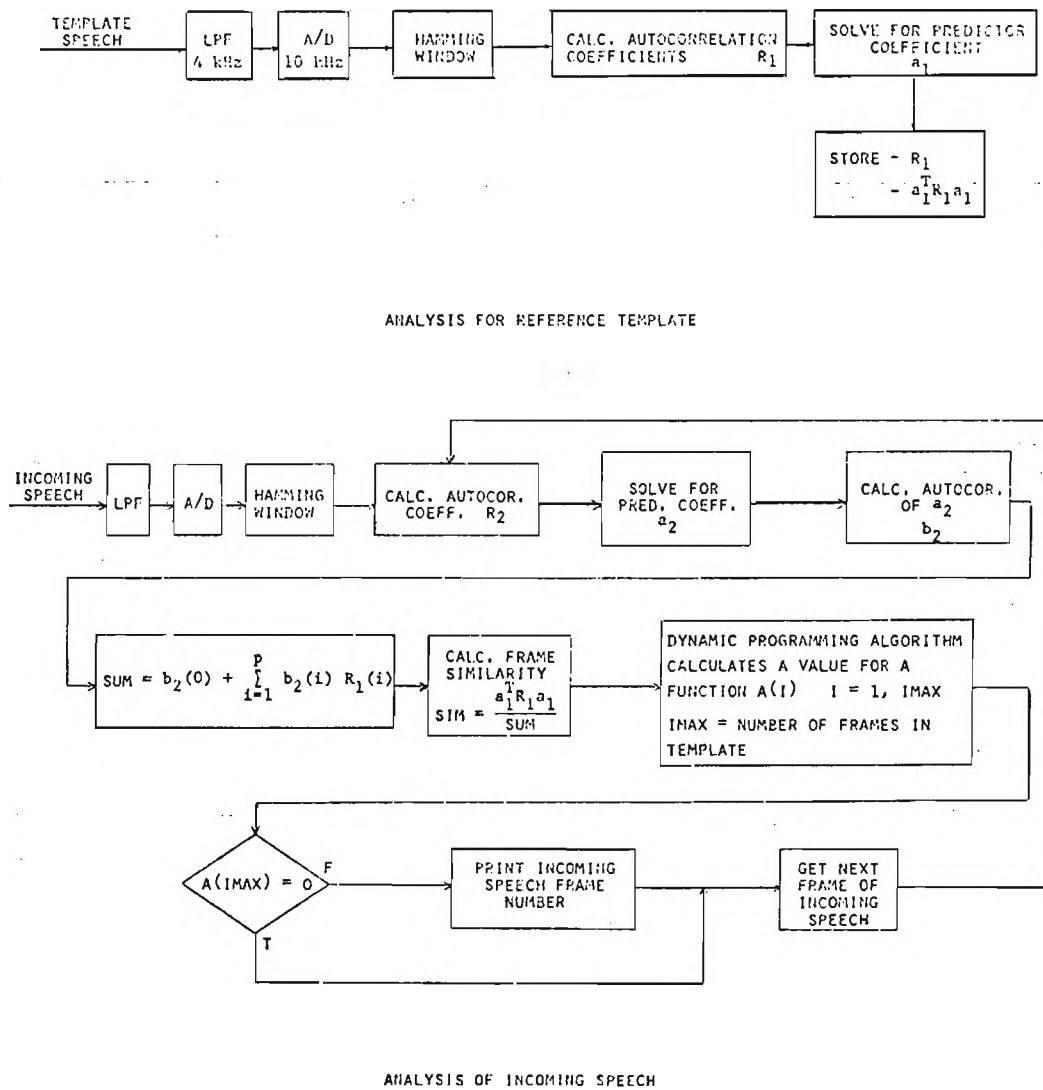 TEMPLATE
SPEECH
LPF
4 kHz
A/D
10 kHz
HAMMING
WINDOW
CALC. AUTOCORRELATION
COEFFICIENTS R₁
SOLVE FOR PREDICTOR
COEFFICIENT
a₁
STORE - R₁
- a₁ᵀR₁a₁
ANALYSIS FOR REFERENCE TEMPLATE
INCOMING
SPEECH
LPF
A/D
HAMMING
WINDOW
CALC. AUTOCOR.
COEFF. R₂
SOLVE FOR
PRED. COEFF.
a₂
CALC. AUTOCOR.
OF a₂
b₂
SUM = b₂(0) + Σ b₂(i) R₁(i)
p
i=1
CALC. FRAME
SIMILARITY
SIM = a₁ᵀR₁a₁
SUM
DYNAMIC PROGRAMMING ALGORITHM
CALCULATES A VALUE FOR A
FUNCTION A(I) I = 1, IMAX
IMAX = NUMBER OF FRAMES IN
TEMPLATE
A(IMAX) = 0
F
T
PRINT INCOMING
SPEECH FRAME
NUMBER
GET NEXT
FRAME OF
INCOMING
SPEECH
ANALYSIS OF INCOMING SPEECH